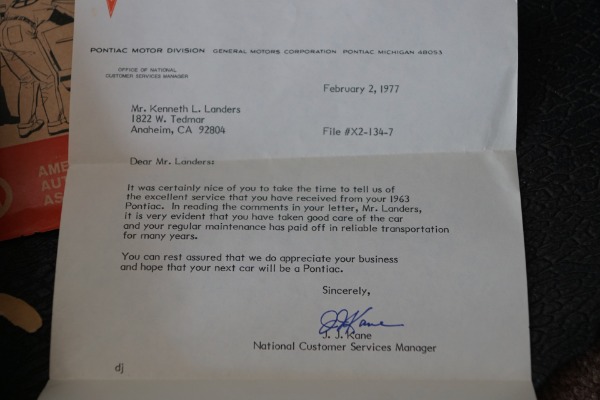 PONTIAC MOTOR DIVISION GENERAL MOTORS CORPORATION PONTIAC MICHIGAN 48053
OFFICE OF NATIONAL
CUSTOMER SERVICES MANAGER
February 2, 1977
Mr. Kenneth L. Landers
1822 W. Tedmar
Anaheim, CA 92804
File #X2-134-7
Dear Mr. Landers:
It was certainly nice of you to take the time to tell us of
the excellent service that you have received from your 1963
Pontiac. In reading the comments in your letter, Mr. Landers,
it is very evident that you have taken good care of the car
and your regular maintenance has paid off in reliable transportation
for many years.
You can rest assured that we do appreciate your business
and hope that your next car will be a Pontiac.
Sincerely,
J J Kane
J. J. Kane
National Customer Services Manager
dj
AME
AUT
AS